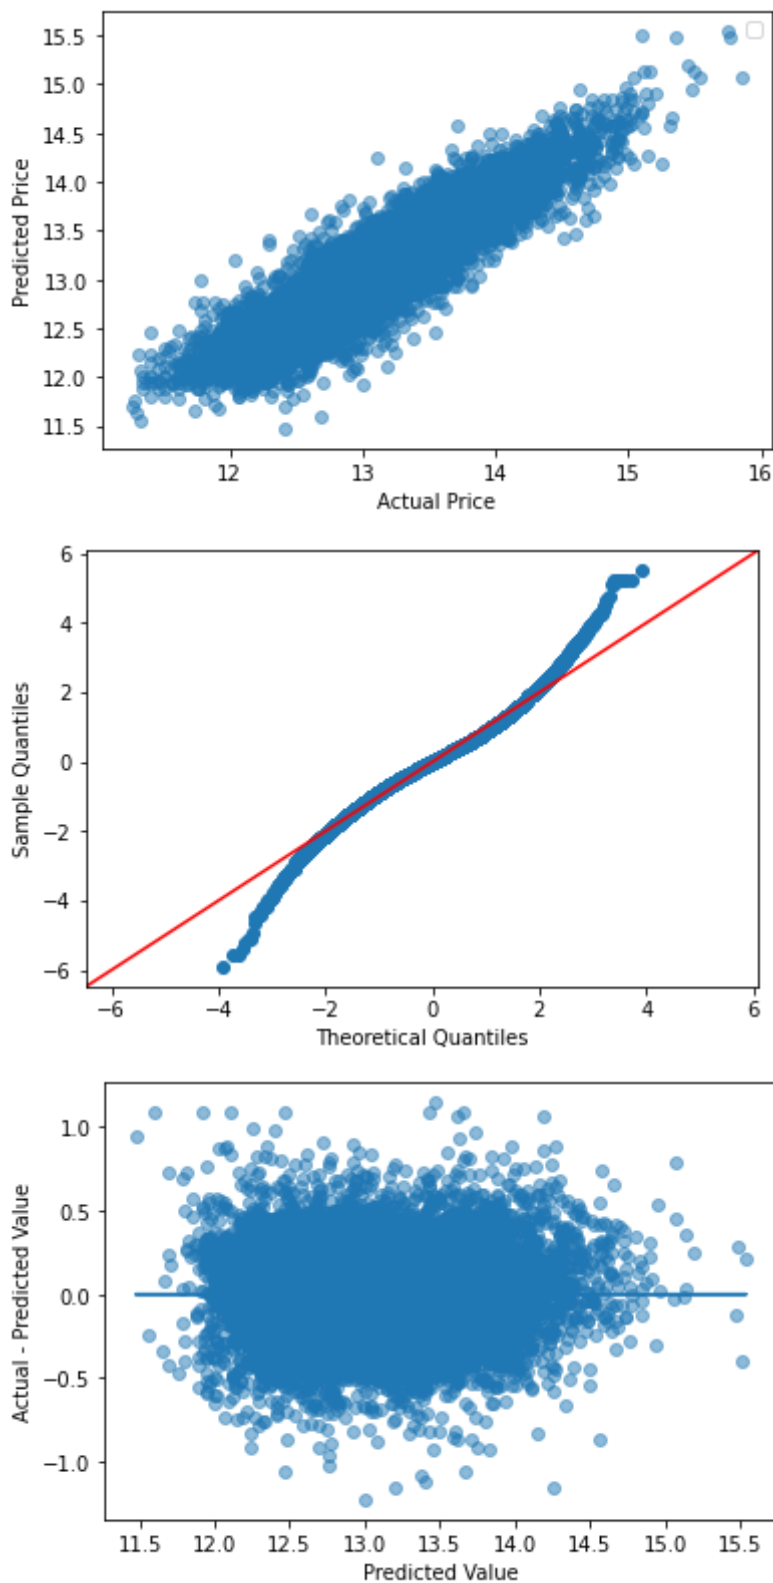 15.5
15.0
14.5
14.0
13.5
13.0
12.5
12.0
11.5
Predicted Price
12 13 14 15 16
Actual Price
6
4
2
0
−2
−4
−6
Sample Quantiles
−6 −4 −2 0 2 4 6
Theoretical Quantiles
1.0
0.5
0.0
−0.5
−1.0
Actual - Predicted Value
11.5 12.0 12.5 13.0 13.5 14.0 14.5 15.0 15.5
Predicted Value